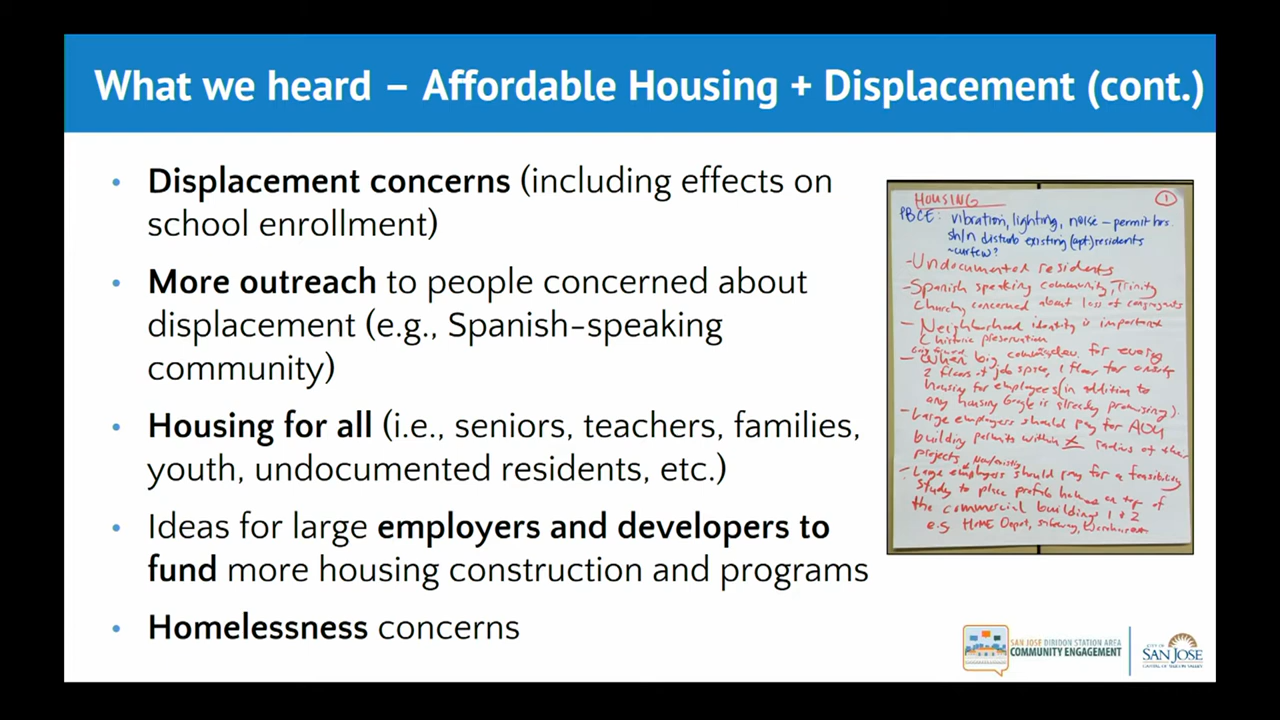 What we heard – Affordable Housing + Displacement (cont.)
• Displacement concerns (including effects on
school enrollment)
• More outreach to people concerned about
displacement (e.g., Spanish-speaking
community)
• Housing for all (i.e., seniors, teachers, families,
youth, undocumented residents, etc.)
• Ideas for large employers and developers to
fund more housing construction and programs
• Homelessness concerns
HOUSING
1
PBCE: vibration, lighting, noise – permit hrs.
sh/n disturb existing (apt.) residents
~curfew?
- Undocumented residents
- Spanish speaking community, Trinity
Church concerned about loss of congregants
- Neighborhood identity is important
historic preservation
- When big comm. dev. for every
2 floors of job space, 1 floor for onsite
housing for employees (in addition to
any housing Google is already promising).
- Large employers should pay for ADU
building permits within X radius of their
projects
- Large employers should pay for a feasibility
study to place prefab homes on top of
the commercial buildings 1 & 2
e.g. Home Depot, Safeway,
SAN JOSE DIRIDON STATION AREA
COMMUNITY ENGAGEMENT
CITY OF
SAN JOSE
CAPITAL OF SILICON VALLEY